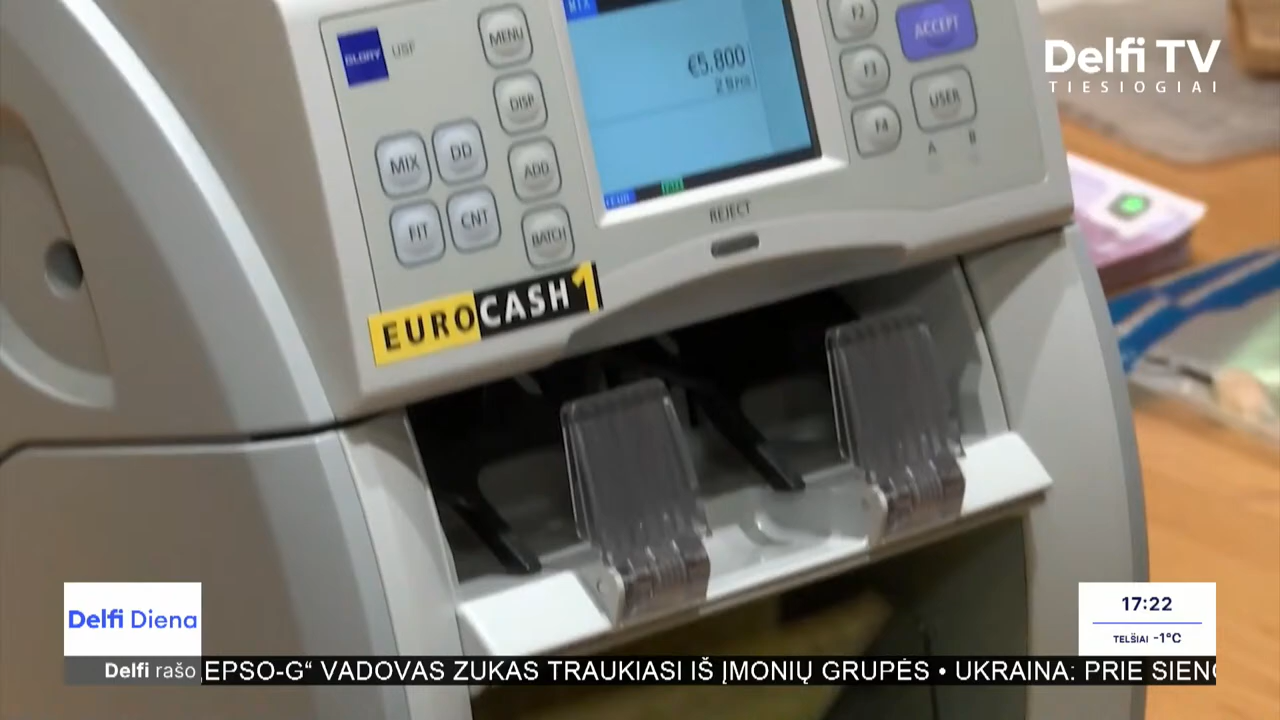 GLORY USF
MENU
DISP
MIX DD ADD
FIT CNT BATCH
MIX
€5.800
F2 ACCEPT
F3
USER
F4
A B
REJECT
EUROCASH1
Delfi TV
TIESIOGIAI
Delfi Diena
17:22
TELŠIAI -1°C
Delfi rašo EPSO-G“ VADOVAS ZUKAS TRAUKIASI IŠ ĮMONIŲ GRUPĖS • UKRAINA: PRIE SIEN